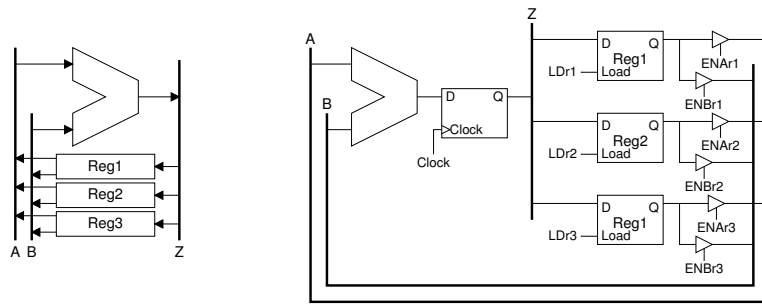 A B Z
Reg1
Reg2
Reg3
A
B
Z
D Q
Clock
Clock
D Q
Reg1
Load
LDr1
ENAr1
ENBr1
D Q
Reg2
Load
LDr2
ENAr2
ENBr2
D Q
Reg1
Load
LDr3
ENAr3
ENBr3